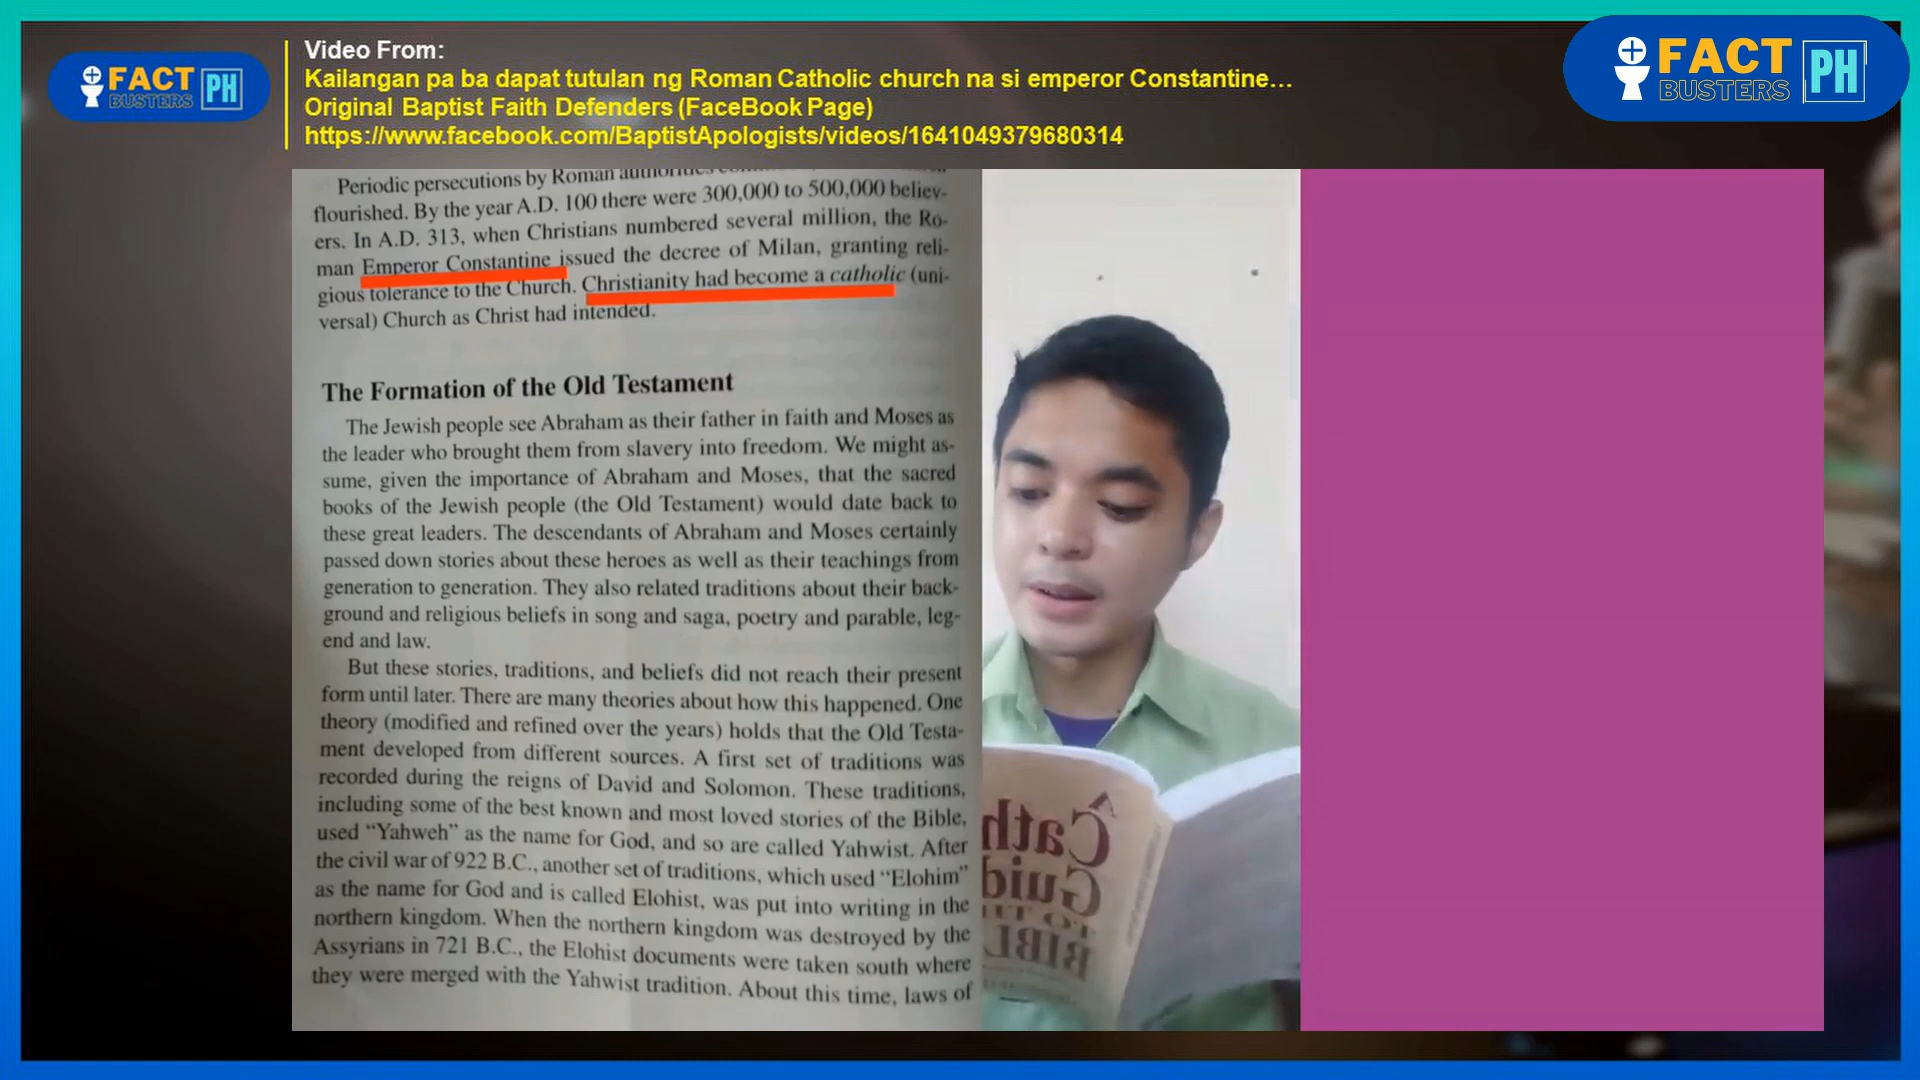 FACT
BUSTERS
PH
Video From:
Kailangan pa ba dapat tutulan ng Roman Catholic church na si emperor Constantine...
Original Baptist Faith Defenders (FaceBook Page)
https://www.facebook.com/BaptistApologists/videos/1641049379680314
FACT
BUSTERS
PH
Periodic persecutions by Roman authorities
flourished. By the year A.D. 100 there were 300,000 to 500,000 believ-
ers. In A.D. 313, when Christians numbered several million, the Ro-
man Emperor Constantine issued the decree of Milan, granting reli-
gious tolerance to the Church. Christianity had become a catholic (uni-
versal) Church as Christ had intended.
The Formation of the Old Testament
The Jewish people see Abraham as their father in faith and Moses as
the leader who brought them from slavery into freedom. We might as-
sume, given the importance of Abraham and Moses, that the sacred
books of the Jewish people (the Old Testament) would date back to
these great leaders. The descendants of Abraham and Moses certainly
passed down stories about these heroes as well as their teachings from
generation to generation. They also related traditions about their back-
ground and religious beliefs in song and saga, poetry and parable, leg-
end and law.
But these stories, traditions, and beliefs did not reach their present
form until later. There are many theories about how this happened. One
theory (modified and refined over the years) holds that the Old Testa-
ment developed from different sources. A first set of traditions was
recorded during the reigns of David and Solomon. These traditions,
including some of the best known and most loved stories of the Bible,
used “Yahweh” as the name for God, and so are called Yahwist. After
the civil war of 922 B.C., another set of traditions, which used “Elohim”
as the name for God and is called Elohist, was put into writing in the
northern kingdom. When the northern kingdom was destroyed by the
Assyrians in 721 B.C., the Elohist documents were taken south where
they were merged with the Yahwist tradition. About this time, laws of
A Cath
Guid
TO THE
BIBL